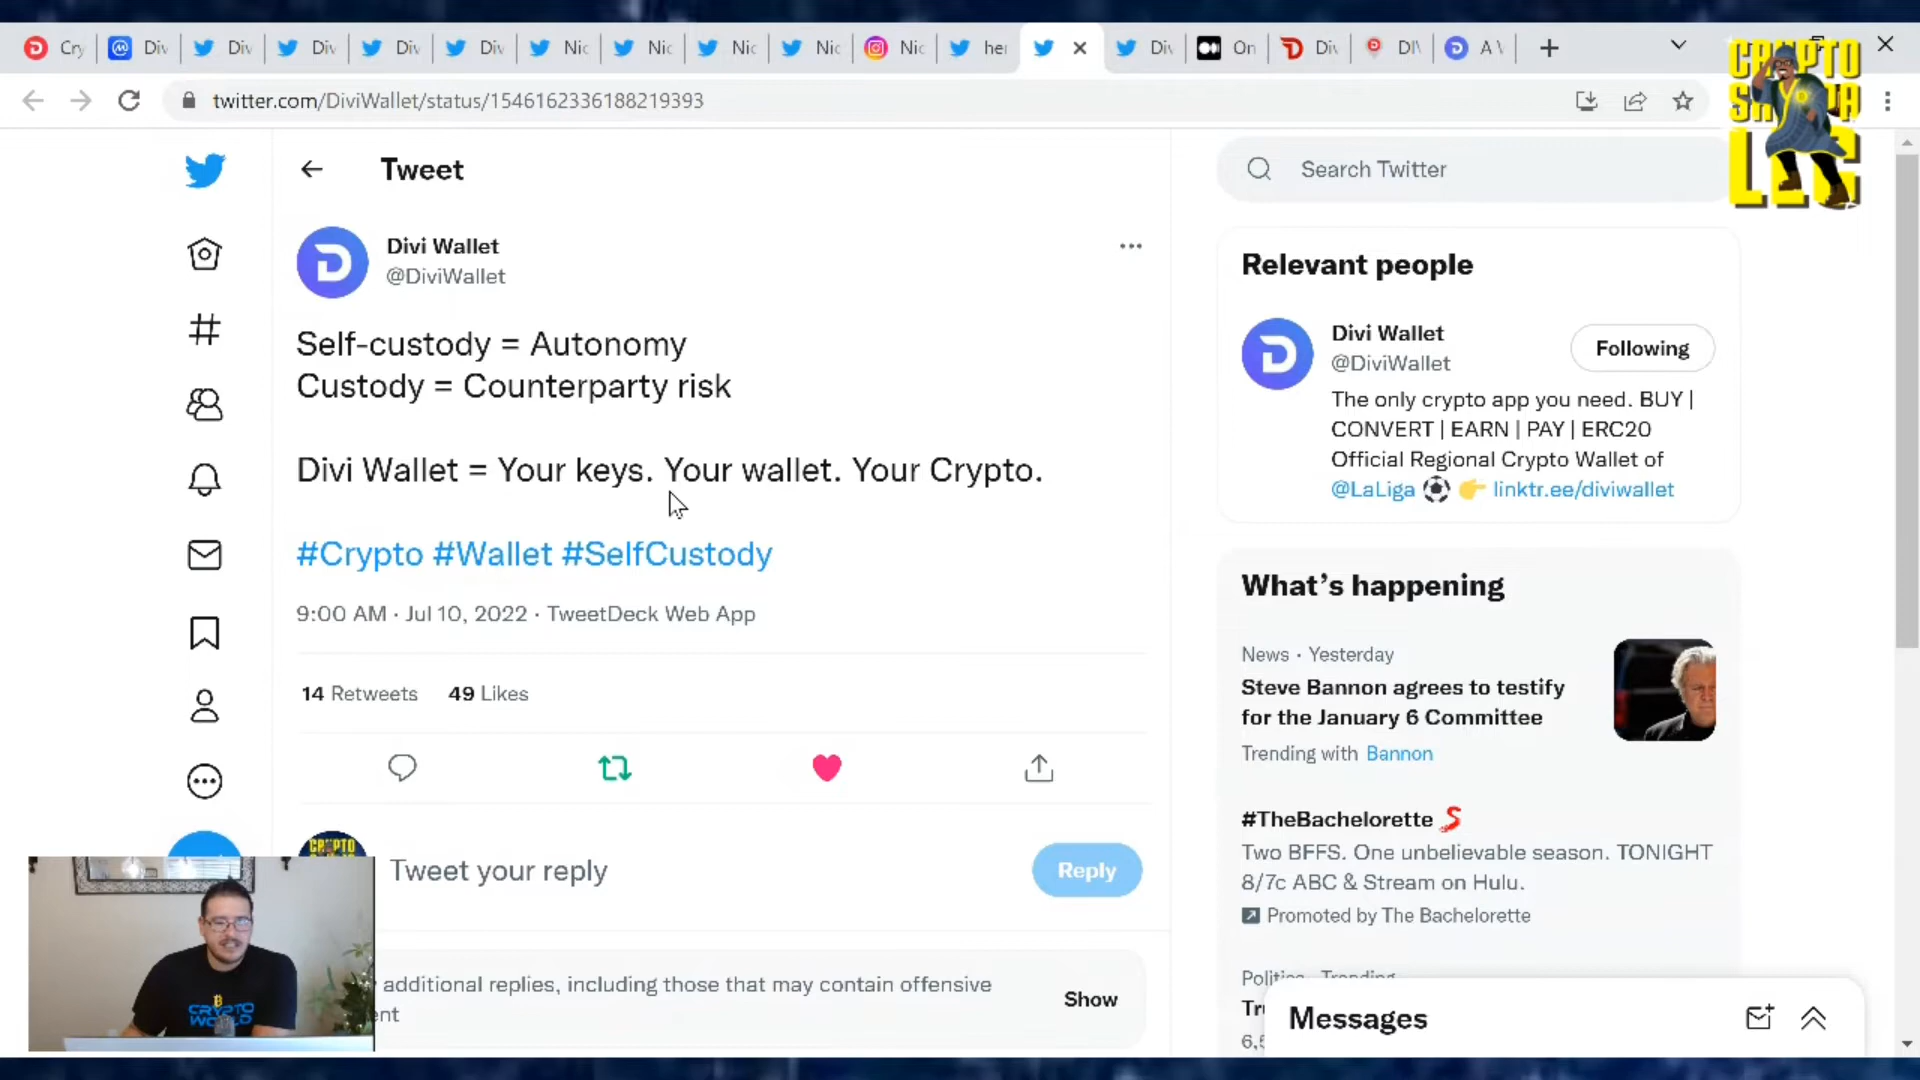 Cry
Div
Div
Div
Div
Div
Nic
Nic
Nic
Nic
Nic
her
Div
On
Div
DIV
A
CRYPTO
twitter.com/DiviWallet/status/1546162336188219393
Tweet
Search Twitter
Divi Wallet
@DiviWallet
Self-custody = Autonomy
Custody = Counterparty risk
Divi Wallet = Your keys. Your wallet. Your Crypto.
#Crypto #Wallet #SelfCustody
9:00 AM · Jul 10, 2022 · TweetDeck Web App
14 Retweets 49 Likes
CRYPTO
Tweet your reply
Reply
additional replies, including those that may contain offensive
ent
Show
CRYPTO
WORLD
Relevant people
Divi Wallet
@DiviWallet
Following
The only crypto app you need. BUY |
CONVERT | EARN | PAY | ERC20
Official Regional Crypto Wallet of
@LaLiga ⚽ 👉 linktr.ee/diviwallet
What's happening
News · Yesterday
Steve Bannon agrees to testify
for the January 6 Committee
Trending with Bannon
#TheBachelorette
Two BFFS. One unbelievable season. TONIGHT
8/7c ABC & Stream on Hulu.
Promoted by The Bachelorette
Messages